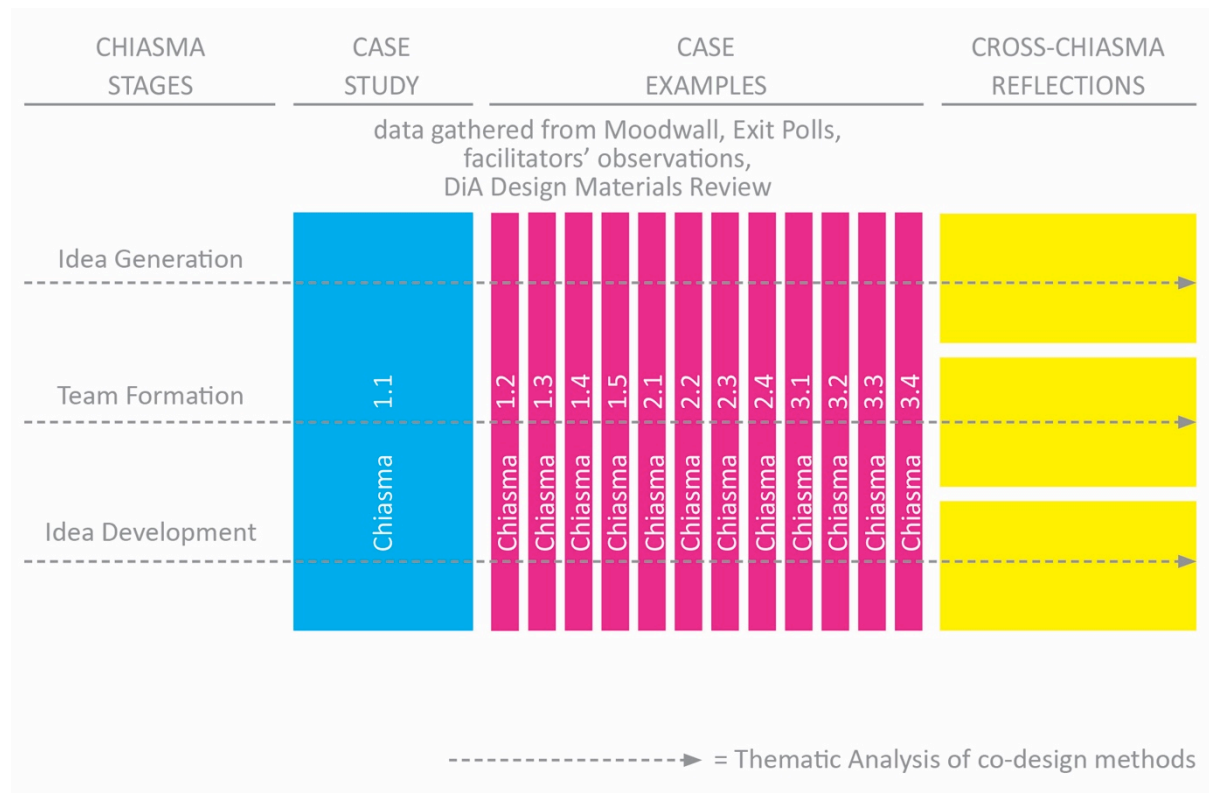 CHIASMA
STAGES
CASE
STUDY
CASE
EXAMPLES
CROSS-CHIASMA
REFLECTIONS
data gathered from Moodwall, Exit Polls,
facilitators’ observations,
DiA Design Materials Review
Idea Generation
Team Formation
Idea Development
Chiasma 1.1
Chiasma 1.2
Chiasma 1.3
Chiasma 1.4
Chiasma 1.5
Chiasma 2.1
Chiasma 2.2
Chiasma 2.3
Chiasma 2.4
Chiasma 3.1
Chiasma 3.2
Chiasma 3.3
Chiasma 3.4
= Thematic Analysis of co-design methods